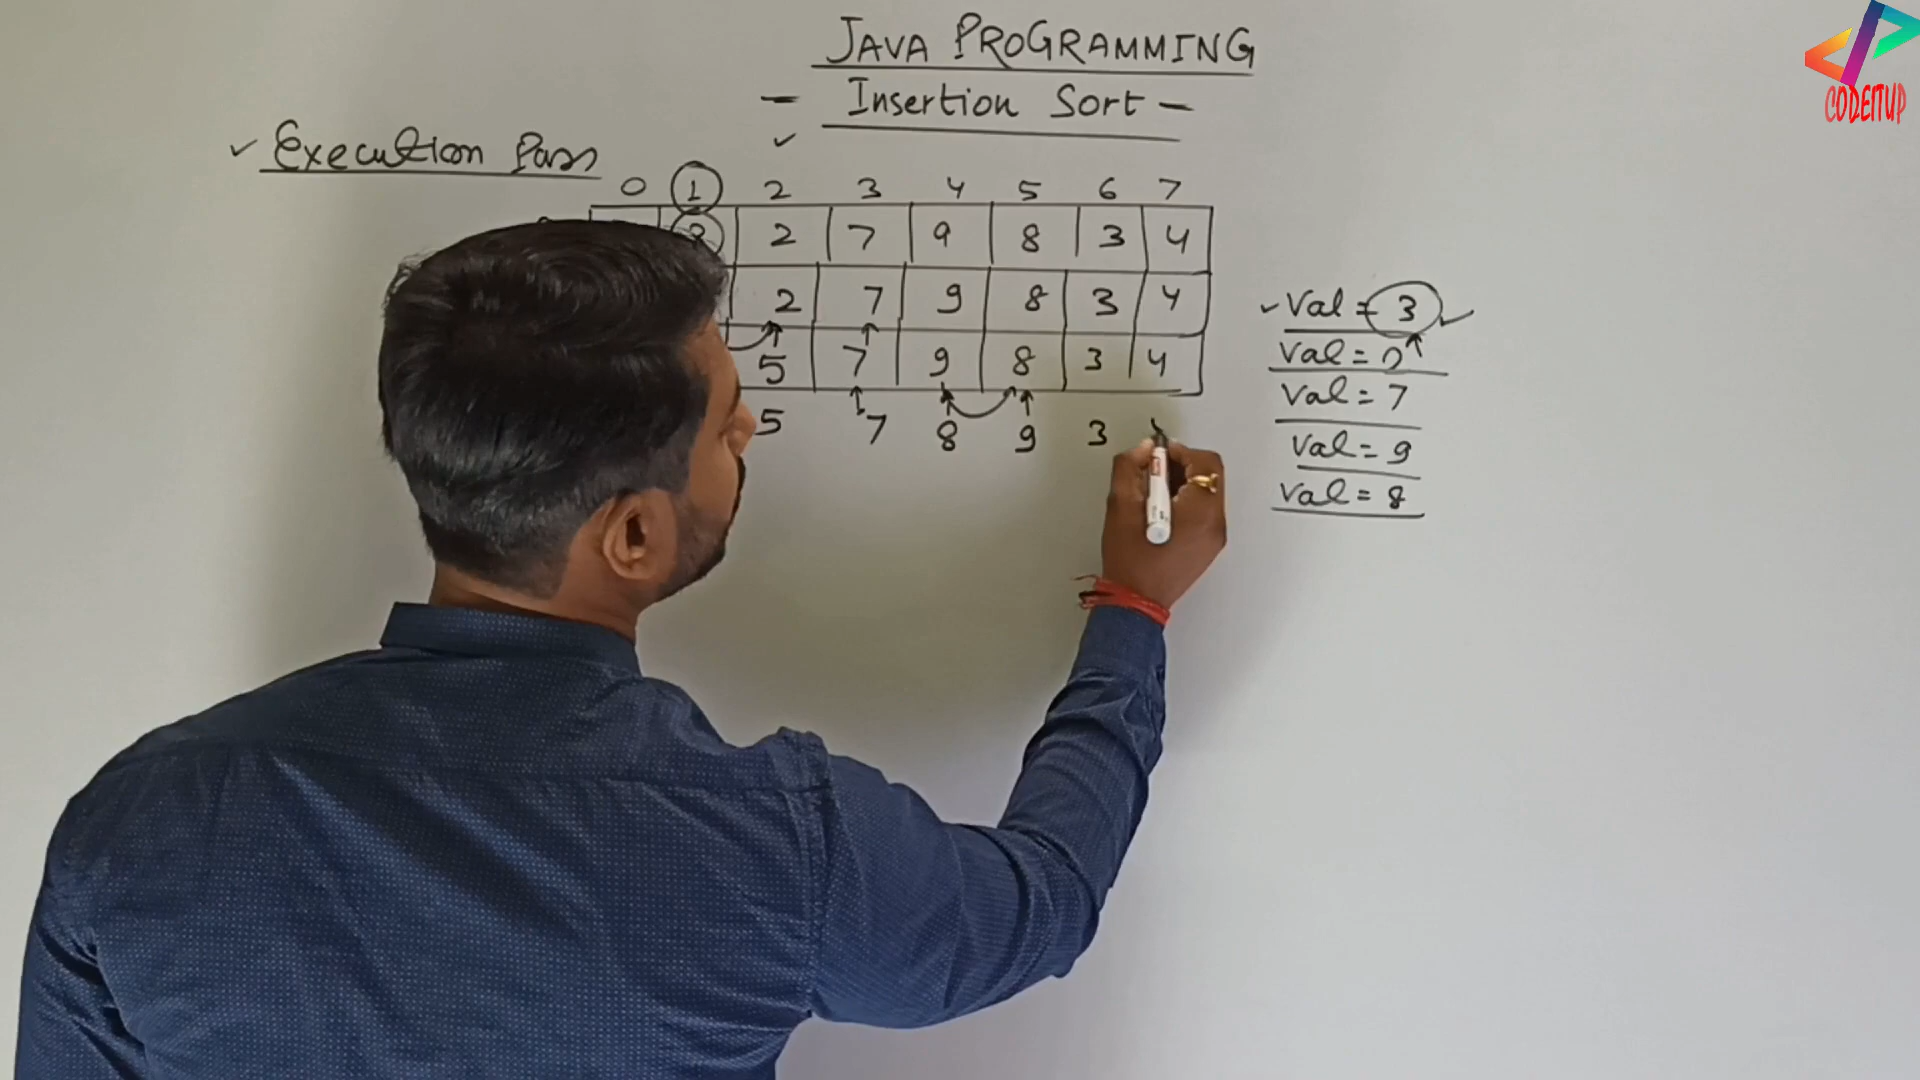 JAVA PROGRAMMING
- Insertion Sort -
CODEITUP
Execution Pass
0 1 2 3 4 5 6 7
2 7 9 8 3 4
2 7 9 8 3 4
5 7 9 8 3 4
5 7 8 9 3
Val = 3
Val =
Val = 7
Val = 9
Val = 8